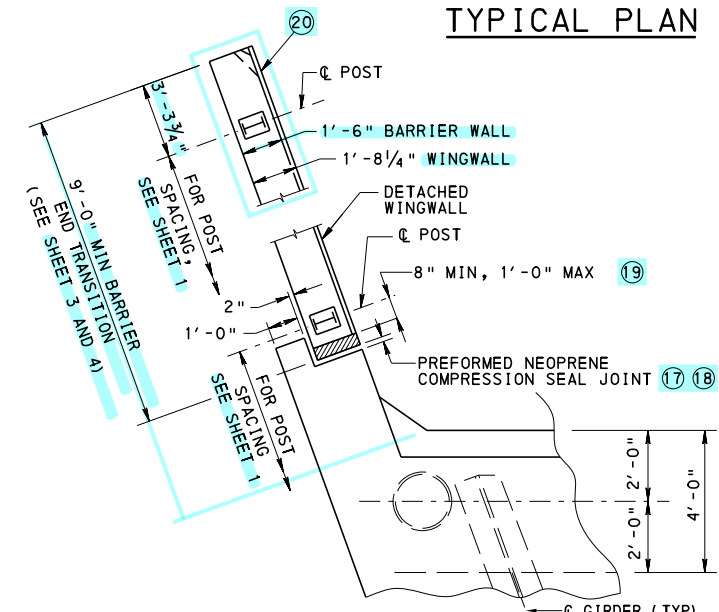 TYPICAL PLAN
20
℄ POST
3'-3¾"
1'-6" BARRIER WALL
1'-8¼" WINGWALL
FOR POST
SPACING,
SEE SHEET 1
DETACHED
WINGWALL
℄ POST
9'-0" MIN BARRIER
END TRANSITION
(SEE SHEET 3 AND 4)
8" MIN, 1'-0" MAX 19
2"
1'-0"
PREFORMED NEOPRENE
COMPRESSION SEAL JOINT 17 18
FOR POST
SPACING
SEE SHEET 1
2'-0"
4'-0"
2'-0"
℄ GIRDER (TYP)